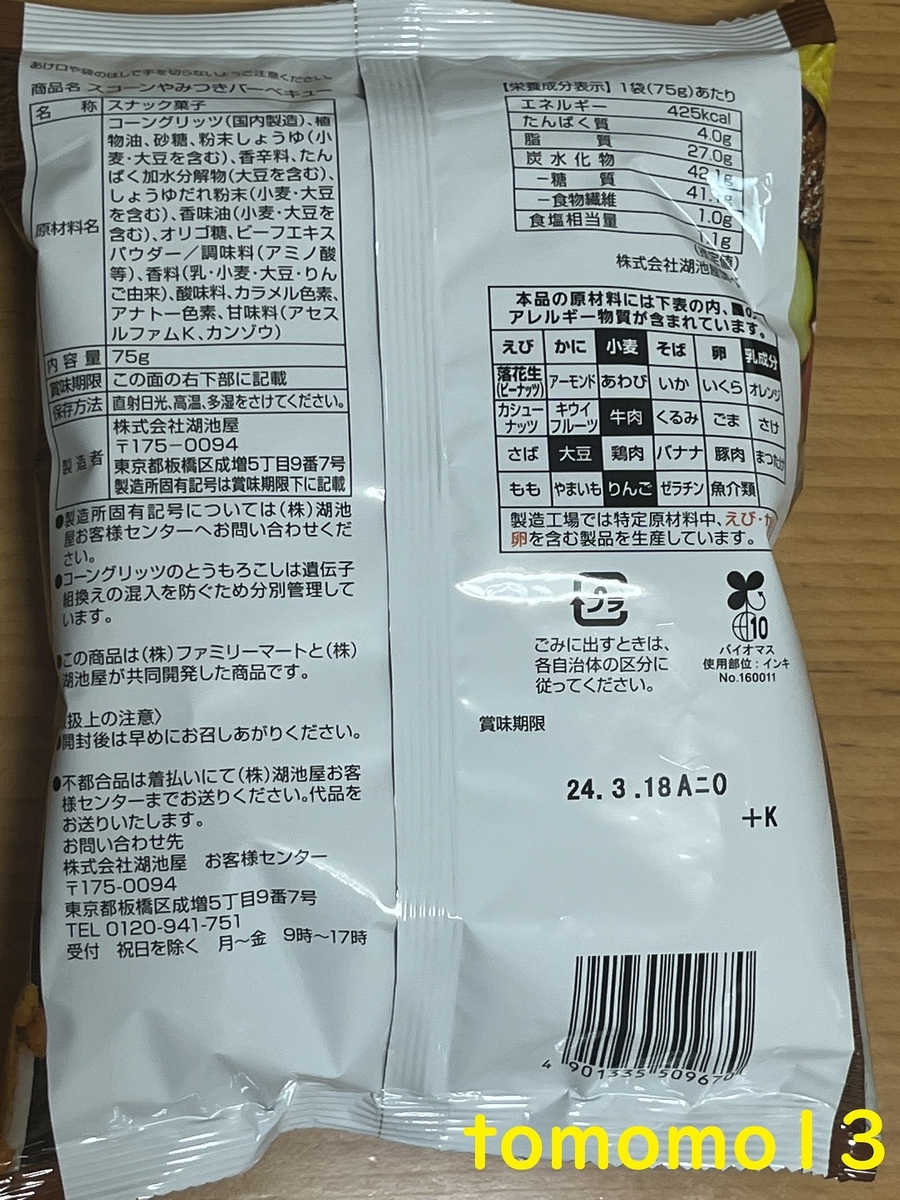 あけ口や袋のはしで手を切らないようご注意ください。
商品名 スコーンやみつきバーベキュー
名称 スナック菓子
原材料名
コーングリッツ(国内製造)、植
物油、砂糖、粉末しょうゆ(小
麦・大豆を含む)、香辛料、たん
ぱく加水分解物(大豆を含む)、
しょうゆだれ粉末(小麦・大豆
を含む)、香味油(小麦・大豆を
含む)、オリゴ糖、ビーフエキス
パウダー／調味料(アミノ酸
等)、香料(乳・小麦・大豆・りん
ご由来)、酸味料、カラメル色素、
アナトー色素、甘味料(アセス
ルファムK、カンゾウ)
内容量 75g
賞味期限 この面の右下部に記載
保存方法 直射日光、高温、多湿をさけてください。
製造者
株式会社湖池屋
〒175-0094
東京都板橋区成増5丁目9番7号
製造所固有記号は賞味期限下に記載
●製造所固有記号については(株)湖池
屋お客様センターへお問い合わせくだ
さい。
●コーングリッツのとうもろこしは遺伝子
組換えの混入を防ぐため分別管理して
います。
●この商品は(株)ファミリーマートと(株)
湖池屋が共同開発した商品です。
扱上の注意〉
●開封後は早めにお召しあがりください。
●不都合品は着払いにて(株)湖池屋お客
様センターまでお送りください。代品を
お送りいたします。
お問い合わせ先
株式会社湖池屋 お客様センター
〒175-0094
東京都板橋区成増5丁目9番7号
TEL 0120-941-751
受付 祝日を除く 月～金 9時～17時
【栄養成分表示】1袋(75g)あたり
エネルギー 425kcal
たんぱく質 4.0g
脂質 27.0g
炭水化物 42.1g
－糖質 41.
－食物繊維 1.0g
食塩相当量 1g
株式会社湖池
本品の原材料には下表の内、■の
アレルギー物質が含まれています。
えび かに 小麦 そば 卵 乳成分
落花生(ピーナッツ) アーモンド あわび いか いくら オレンジ
カシューナッツ キウイフルーツ 牛肉 くるみ ごま さけ
さば 大豆 鶏肉 バナナ 豚肉 まつたけ
もも やまいも りんご ゼラチン 魚介類
製造工場では特定原材料中、えび・か
卵を含む製品を生産しています。
プラ
ごみに出すときは、
各自治体の区分に
従ってください。
10
バイオマス
使用部位：インキ
No.160011
賞味期限
24.3.18AニO
+K
4 901335 509670
tomomo13